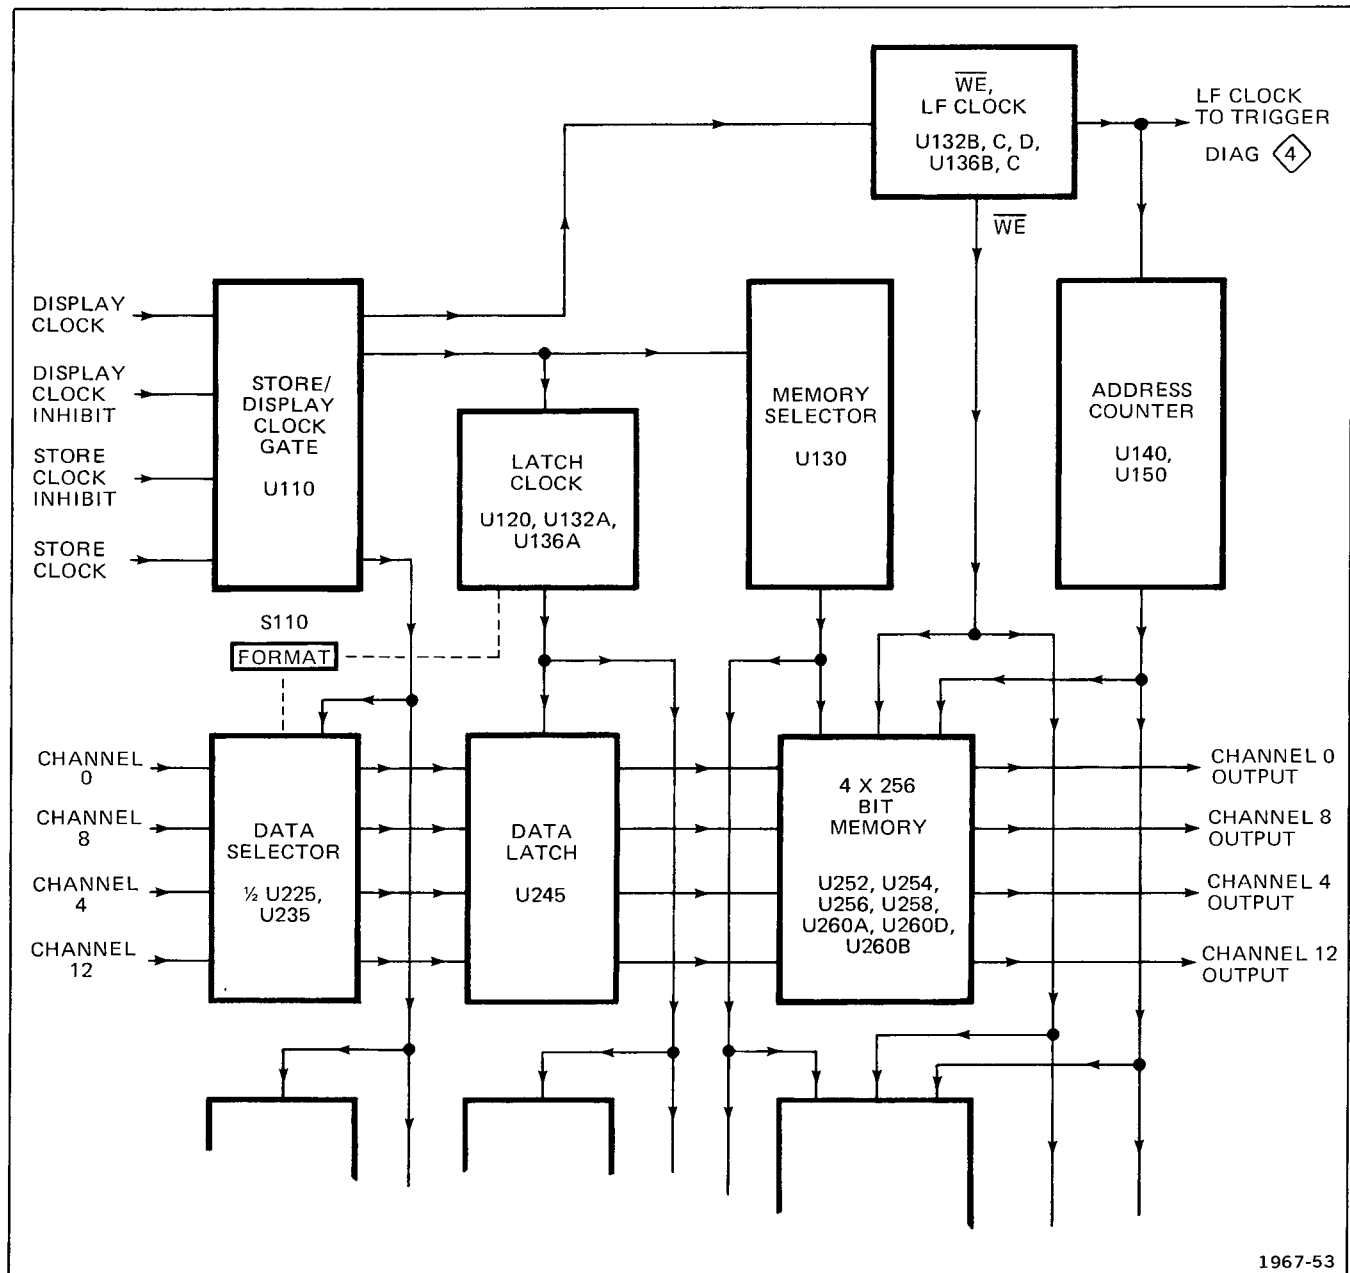 WE,
LF CLOCK
U132B, C, D,
U136B, C
LF CLOCK
TO TRIGGER
DIAG 4
WE
DISPLAY
CLOCK
DISPLAY
CLOCK
INHIBIT
STORE
CLOCK
INHIBIT
STORE
CLOCK
STORE/
DISPLAY
CLOCK
GATE
U110
LATCH
CLOCK
U120, U132A,
U136A
MEMORY
SELECTOR
U130
ADDRESS
COUNTER
U140,
U150
S110
FORMAT
CHANNEL
0
CHANNEL
8
CHANNEL
4
CHANNEL
12
DATA
SELECTOR
½ U225,
U235
DATA
LATCH
U245
4 X 256
BIT
MEMORY
U252, U254,
U256, U258,
U260A, U260D,
U260B
CHANNEL 0
OUTPUT
CHANNEL 8
OUTPUT
CHANNEL 4
OUTPUT
CHANNEL 12
OUTPUT
1967-53